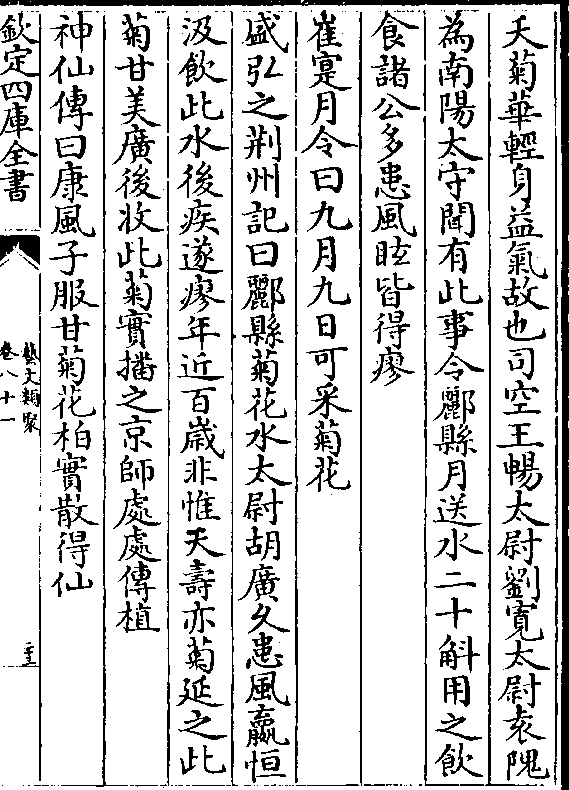 夭菊華輕身益氣故也司空王暢太尉劉寬太尉袁隗
為南陽太守聞有此事令酈縣月送水二十斛用之飲
食諸公多患風眩皆得瘳
崔寔月令曰九月九日可采菊花
盛弘之荆州記曰酈縣菊花水太尉胡廣久患風羸恒
汲飲此水後疾遂瘳年近百歲非惟天壽亦菊延之此
菊甘美廣後收此菊實播之京師處處傳植
神仙傳曰康風子服甘菊花柏實散得仙
欽定四庫全書
藝文類聚
卷八十一